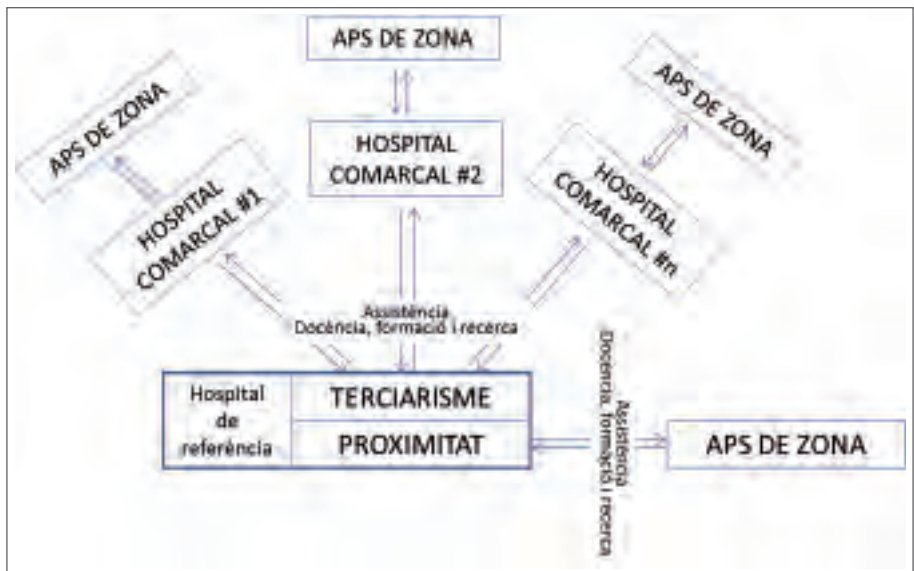 APS DE ZONA
APS DE ZONA
APS DE ZONA
HOSPITAL
COMARCAL #1
HOSPITAL
COMARCAL #2
HOSPITAL
COMARCAL #n
Assistència
Docència, formació i recerca
Hospital
de
referència
TERCIARISME
PROXIMITAT
Assistència
Docència, formació i recerca
APS DE ZONA